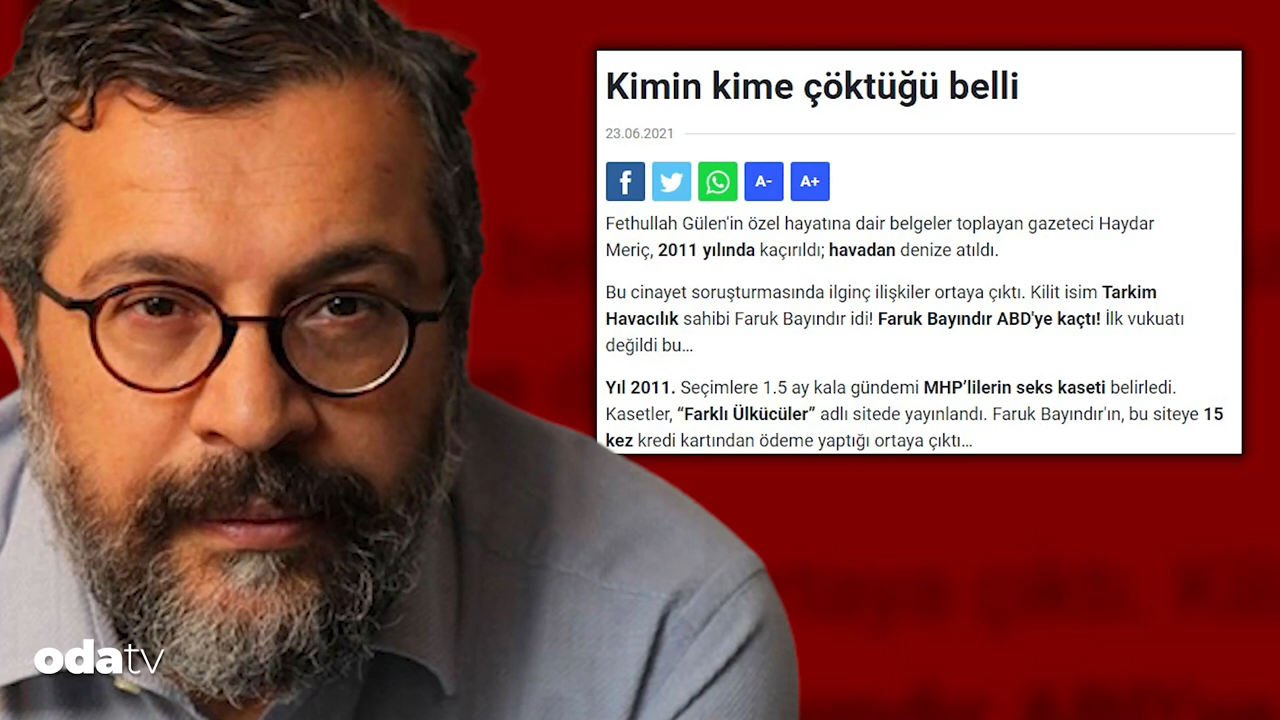 Kimin kime çöktüğü belli
23.06.2021
A-
A+
Fethullah Gülen'in özel hayatına dair belgeler toplayan gazeteci Haydar
Meriç, 2011 yılında kaçırıldı; havadan denize atıldı.
Bu cinayet soruşturmasında ilginç ilişkiler ortaya çıktı. Kilit isim Tarkim
Havacılık sahibi Faruk Bayındır idi! Faruk Bayındır ABD'ye kaçtı! İlk vukuatı
değildi bu...
Yıl 2011. Seçimlere 1.5 ay kala gündemi MHP’lilerin seks kaseti belirledi.
Kasetler, “Farklı Ülkücüler” adlı sitede yayınlandı. Faruk Bayındır'ın, bu siteye 15
kez kredi kartından ödeme yaptığı ortaya çıktı...
odatv